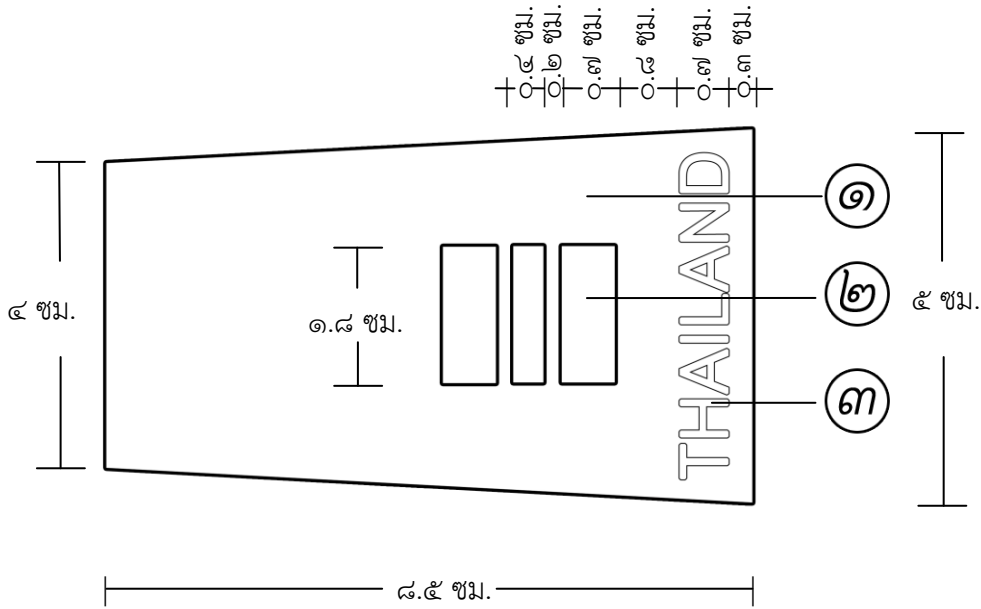 ๐.๔ ซม.
๐.๒ ซม.
๐.๗ ซม.
๐.๘ ซม.
๐.๗ ซม.
๐.๓ ซม.
๑
๒
๓
๔ ซม.
๑.๘ ซม.
๕ ซม.
THAILAND
๘.๕ ซม.